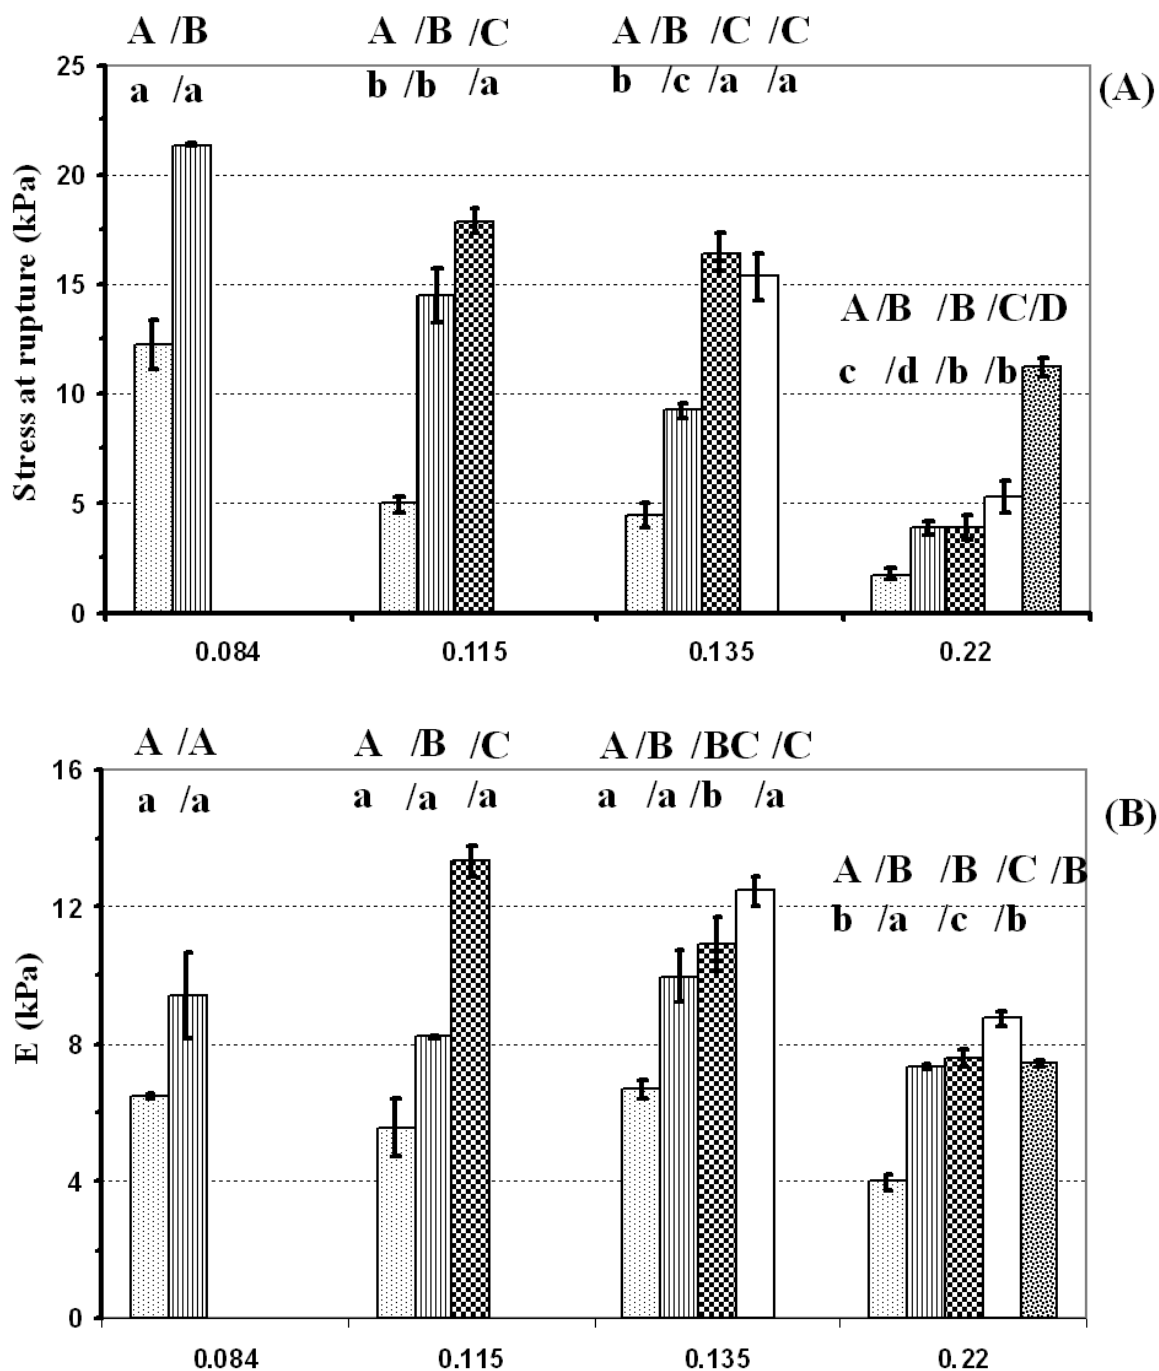 A /B A /B /C A /B /C /C
25
a /a b /b /a b /c /a /a (A)
20
Stress at rupture (kPa)
15
A /B /B /C/D
c /d /b /b
10
5
0
0.084 0.115 0.135 0.22
A /A A /B /C A /B /BC /C
16
a /a a /a /a a /a /b /a (B)
A /B /B /C /B
12
b /a /c /b
E (kPa)
8
4
0
0.084 0.115 0.135 0.22